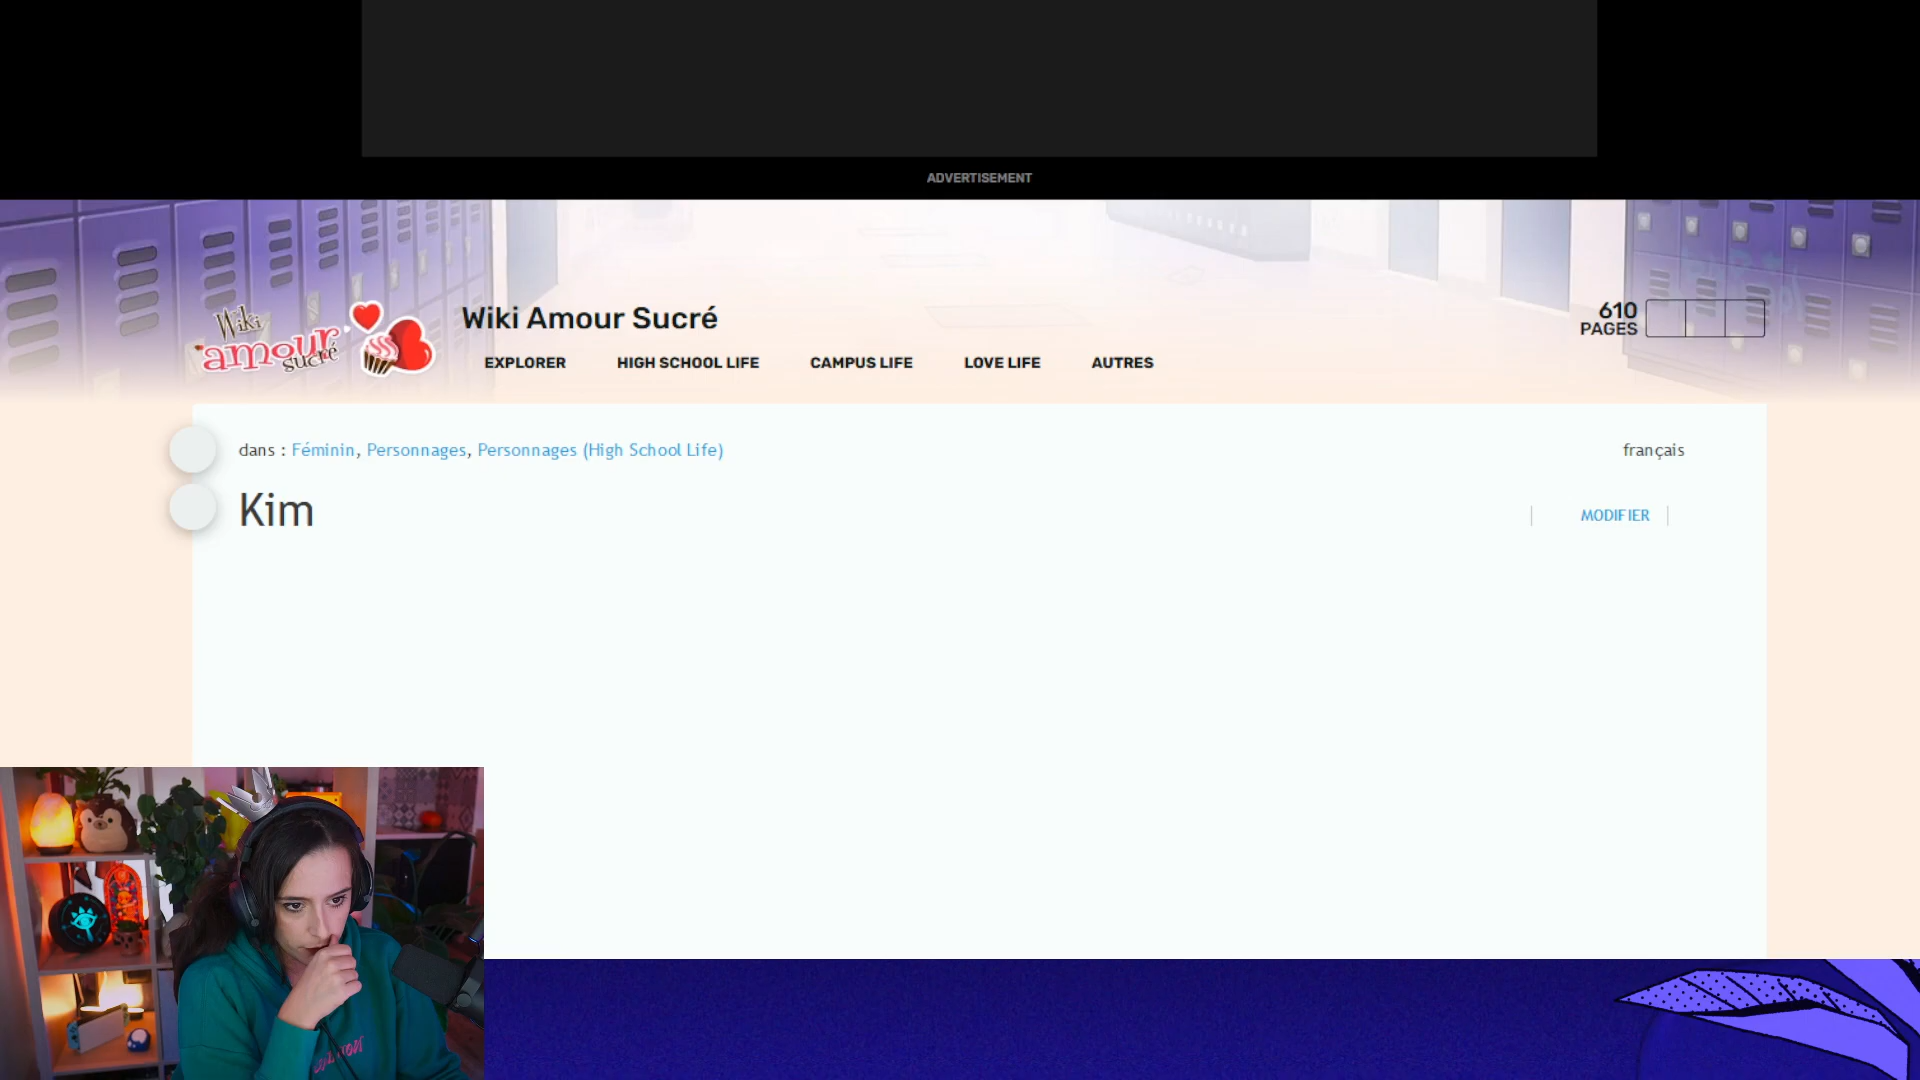 ADVERTISEMENT
Wiki
amour
sucré
Wiki Amour Sucré
610
PAGES
EXPLORER
HIGH SCHOOL LIFE
CAMPUS LIFE
LOVE LIFE
AUTRES
dans : Féminin, Personnages, Personnages (High School Life)
français
Kim
MODIFIER